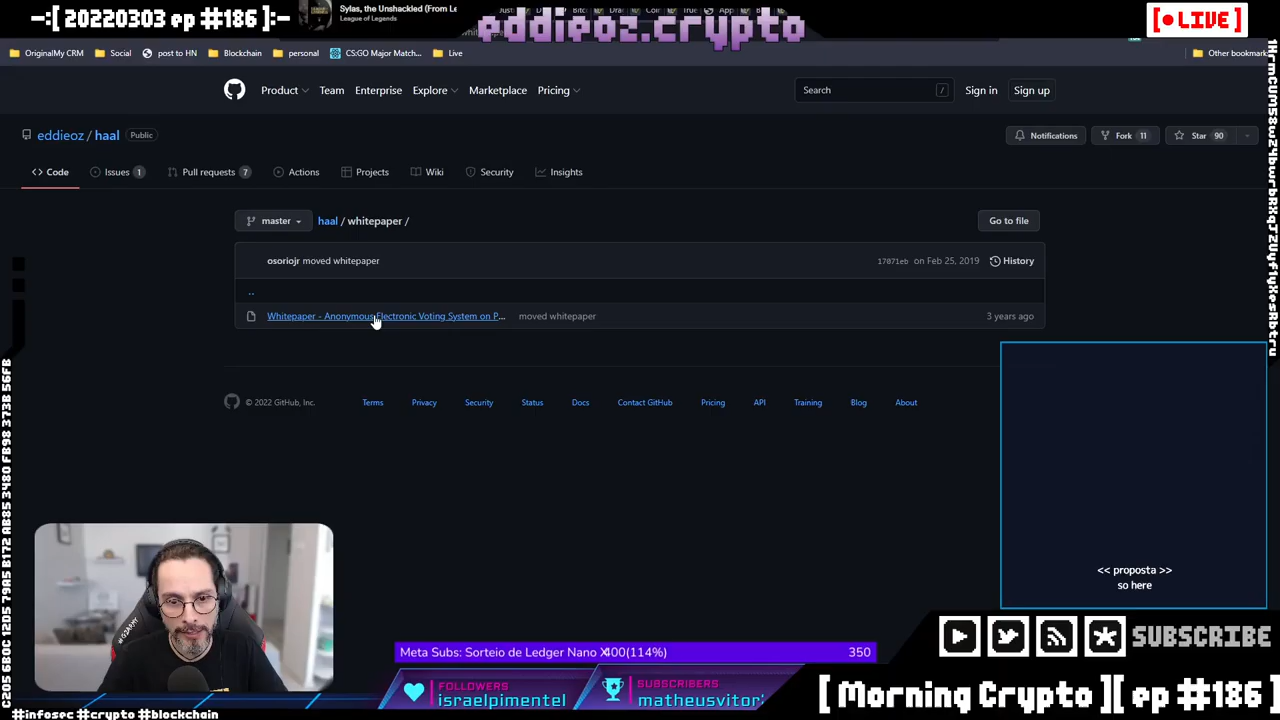 -:[ 20220303 ep #186 ]:-
Sylas, the Unshackled (From Le
League of Legends
eddieoz.crypto
[•LIVE]
OriginalMy CRM
Social
post to HN
Blockchain
personal
CS:GO Major Match...
Live
Other bookmark
Product
Team
Enterprise
Explore
Marketplace
Pricing
Search
/
Sign in
Sign up
eddieoz / haal
Public
Notifications
Fork 11
Star 90
<> Code
Issues 1
Pull requests 7
Actions
Projects
Wiki
Security
Insights
master
haal / whitepaper /
Go to file
osoriojr moved whitepaper
17071eb on Feb 25, 2019
History
..
Whitepaper - Anonymous Electronic Voting System on P...
moved whitepaper
3 years ago
© 2022 GitHub, Inc.
Terms
Privacy
Security
Status
Docs
Contact GitHub
Pricing
API
Training
Blog
About
<< proposta >>
so here
Meta Subs: Sorteio de Ledger Nano
350
FOLLOWERS
israelpimentel
SUBSCRIBERS
matheusvitor
SUBSCRIBE
[ Morning Crypto ][ ep #186 ]
#infosec #crypto #blockchain